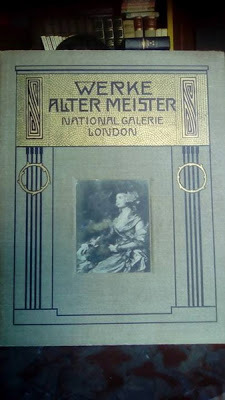 WERKE
ALTER MEISTER
NATIONAL GALERIE
LONDON